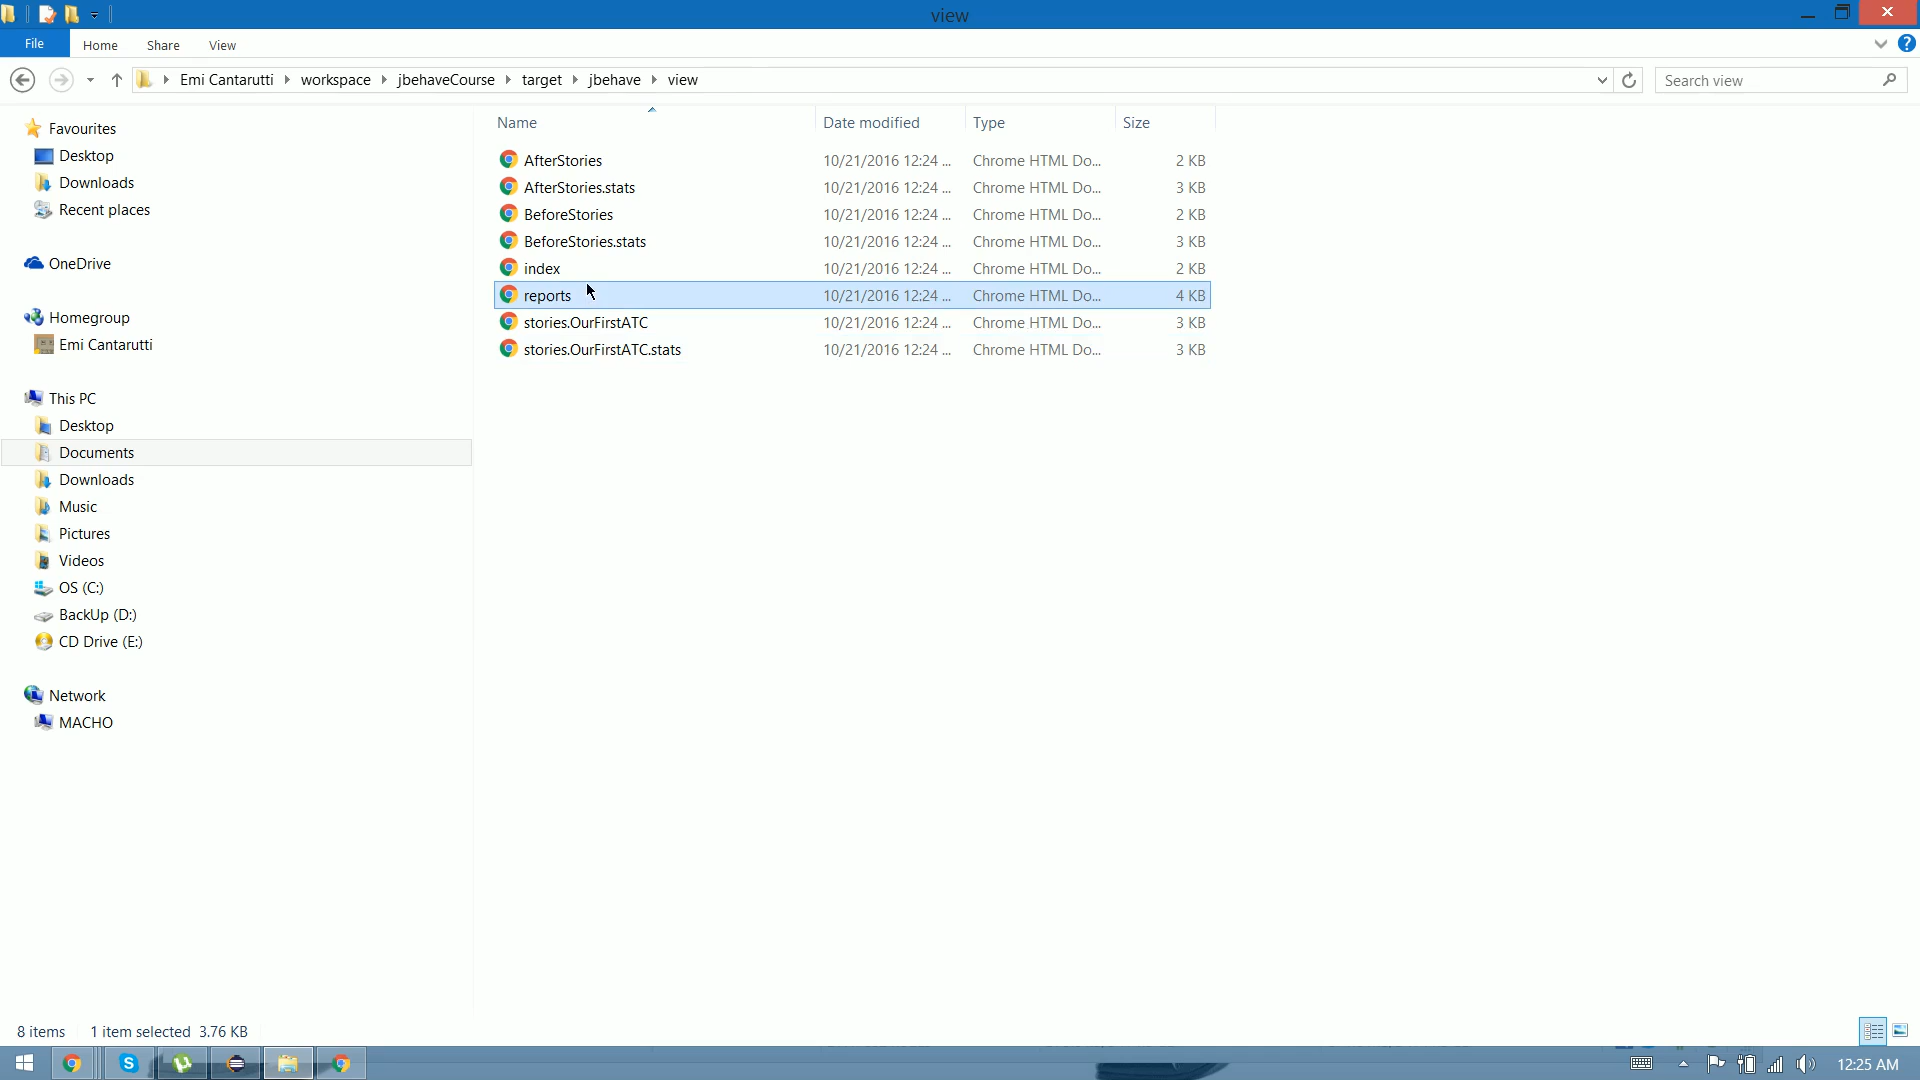 view
File Home Share View
Emi Cantarutti workspace jbehaveCourse target jbehave view Search view
Name Date modified Type Size
Favourites
Desktop
Downloads
Recent places
OneDrive
Homegroup
Emi Cantarutti
This PC
Desktop
Documents
Downloads
Music
Pictures
Videos
OS (C:)
BackUp (D:)
CD Drive (E:)
Network
MACHO
AfterStories 10/21/2016 12:24 ... Chrome HTML Do... 2 KB
AfterStories.stats 10/21/2016 12:24 ... Chrome HTML Do... 3 KB
BeforeStories 10/21/2016 12:24 ... Chrome HTML Do... 2 KB
BeforeStories.stats 10/21/2016 12:24 ... Chrome HTML Do... 3 KB
index 10/21/2016 12:24 ... Chrome HTML Do... 2 KB
reports 10/21/2016 12:24 ... Chrome HTML Do... 4 KB
stories.OurFirstATC 10/21/2016 12:24 ... Chrome HTML Do... 3 KB
stories.OurFirstATC.stats 10/21/2016 12:24 ... Chrome HTML Do... 3 KB
8 items 1 item selected 3.76 KB
12:25 AM